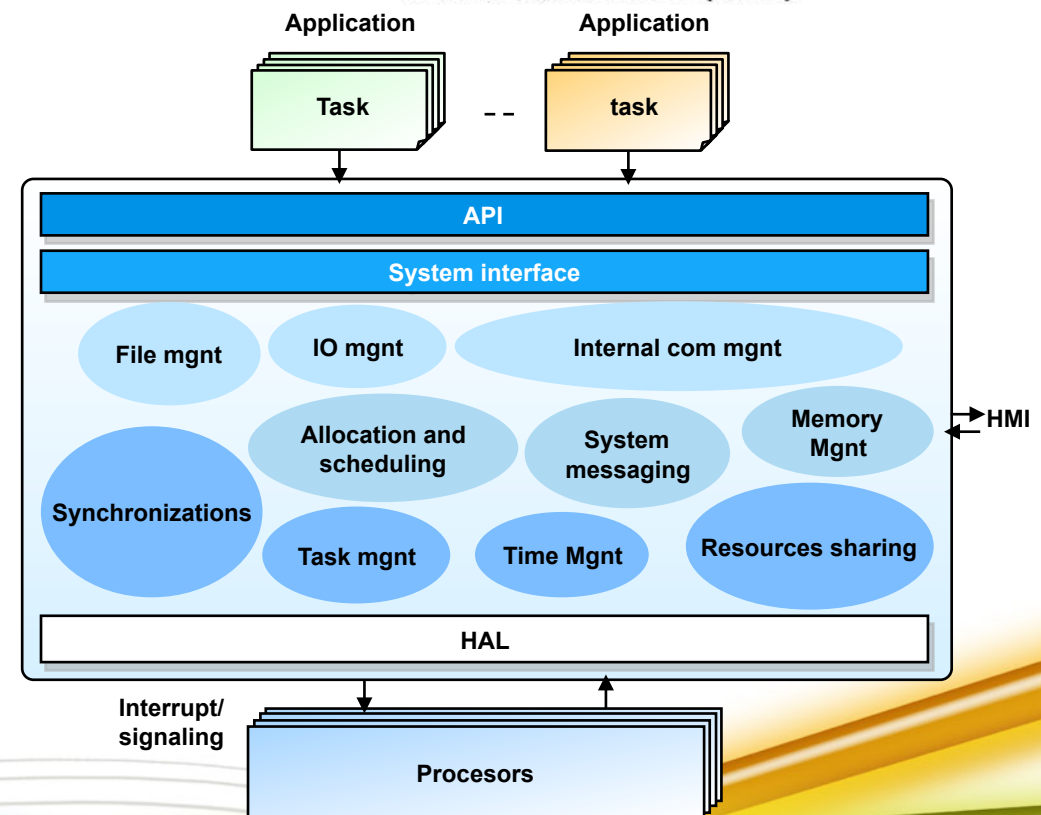 Application
Application
Task
task
API
System interface
File mgnt
IO mgnt
Internal com mgnt
Allocation and
scheduling
System
messaging
Memory
Mgnt
HMI
Synchronizations
Task mgnt
Time Mgnt
Resources sharing
HAL
Interrupt/
signaling
Procesors